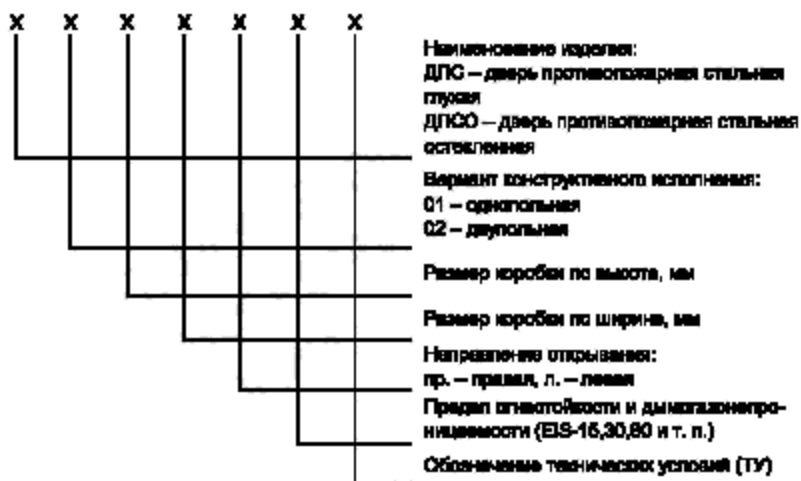 X X X X X X X
Наименование изделия:
ДПС – дверь противопожарная стальная
глухая
ДПСО – дверь противопожарная стальная
остекленная
Вариант конструктивного исполнения:
01 – однопольная
02 – двупольная
Размер коробки по высоте, мм
Размер коробки по ширине, мм
Направление открывания:
пр. – правая, л. – левая
Предел огнестойкости и дымогазонепро-
ницаемости (EIS-15,30,60 и т. п.)
Обозначение технических условий (ТУ)